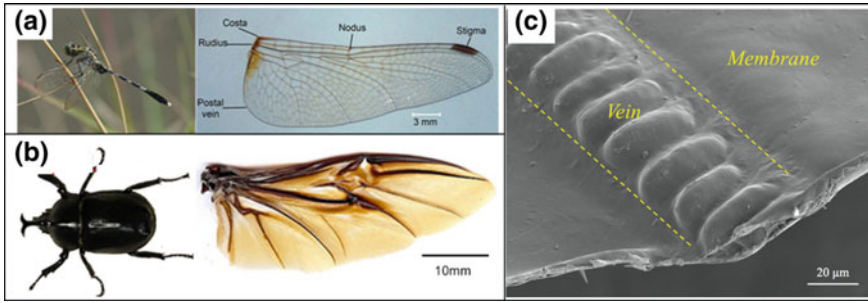 (a)
Costa
Nodus
Stigma
Rudius
Postal
vein
3 mm
(b)
10mm
(c)
Membrane
Vein
20 μm